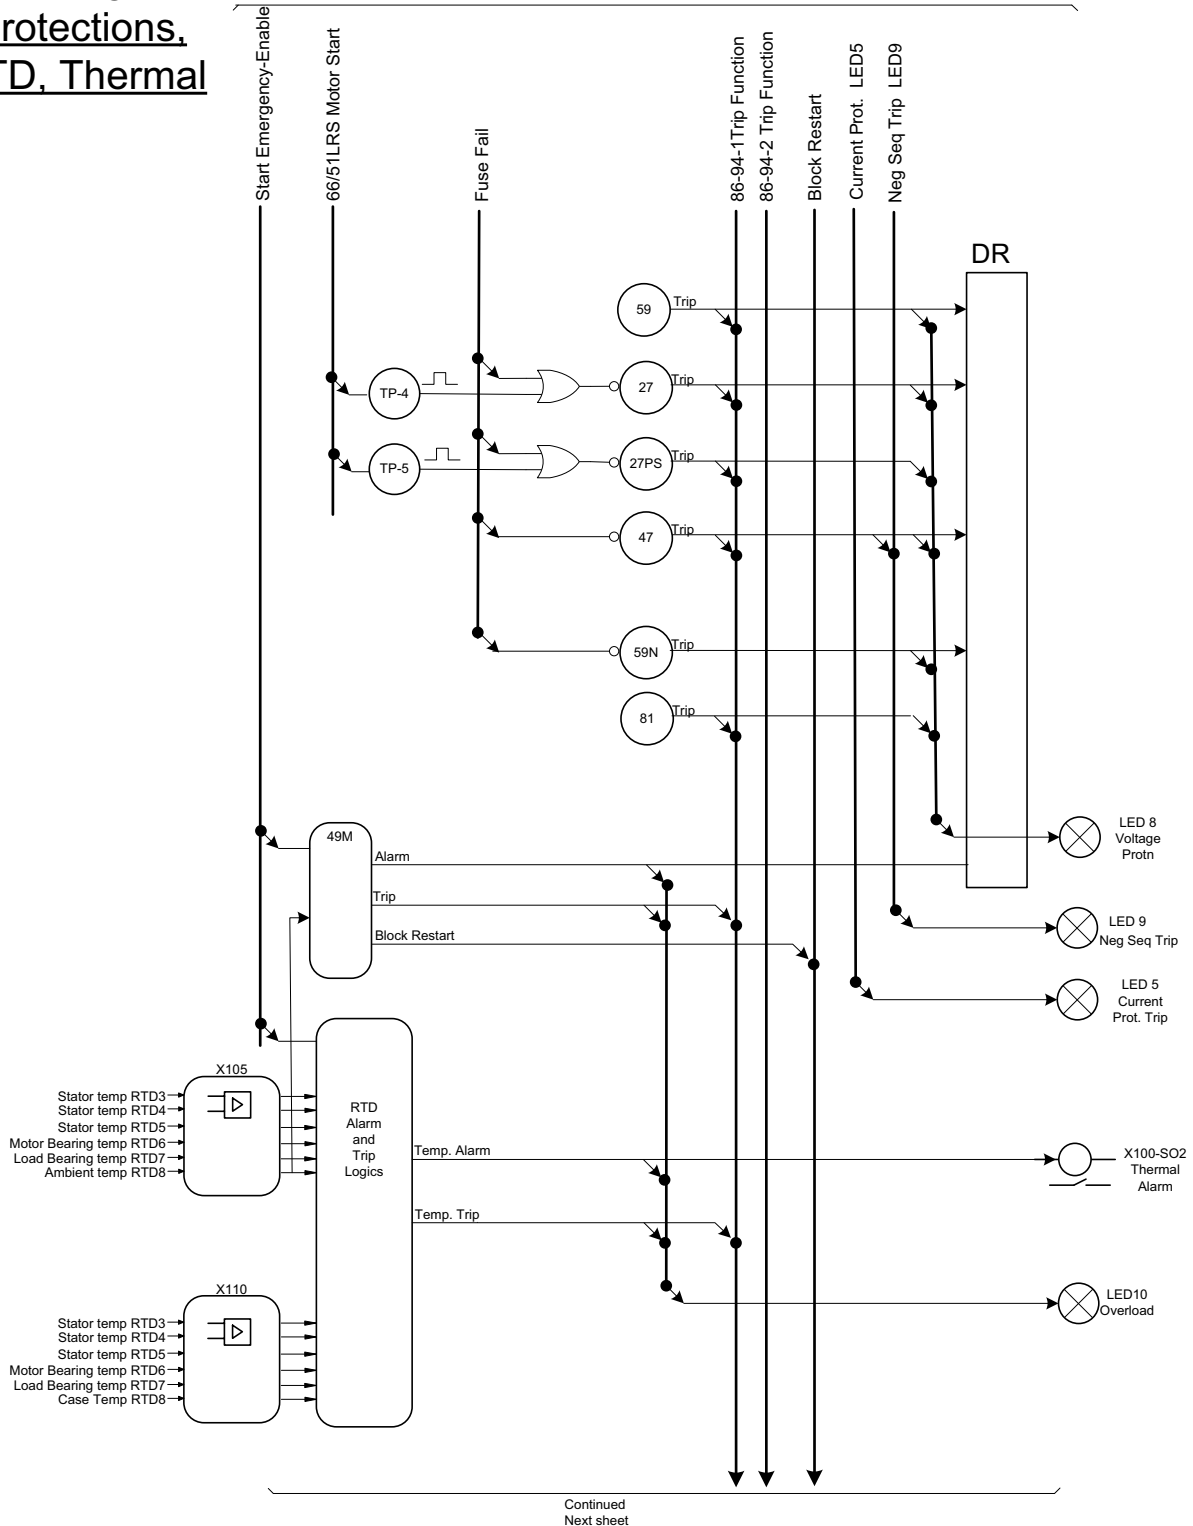 rotections,
TD, Thermal
Start Emergency-Enable
66/51LRS Motor Start
Fuse Fail
86-94-1Trip Function
86-94-2 Trip Function
Block Restart
Current Prot. LED5
Neg Seq Trip LED9
DR
59
Trip
TP-4
27
Trip
TP-5
27PS
Trip
47
Trip
59N
Trip
81
Trip
49M
Alarm
Trip
Block Restart
LED 8
Voltage
Protn
LED 9
Neg Seq Trip
LED 5
Current
Prot. Trip
X105
Stator temp RTD3
Stator temp RTD4
Stator temp RTD5
Motor Bearing temp RTD6
Load Bearing temp RTD7
Ambient temp RTD8
RTD
Alarm
and
Trip
Logics
Temp. Alarm
Temp. Trip
X100-SO2
Thermal
Alarm
LED10
Overload
X110
Stator temp RTD3
Stator temp RTD4
Stator temp RTD5
Motor Bearing temp RTD6
Load Bearing temp RTD7
Case Temp RTD8
Continued
Next sheet